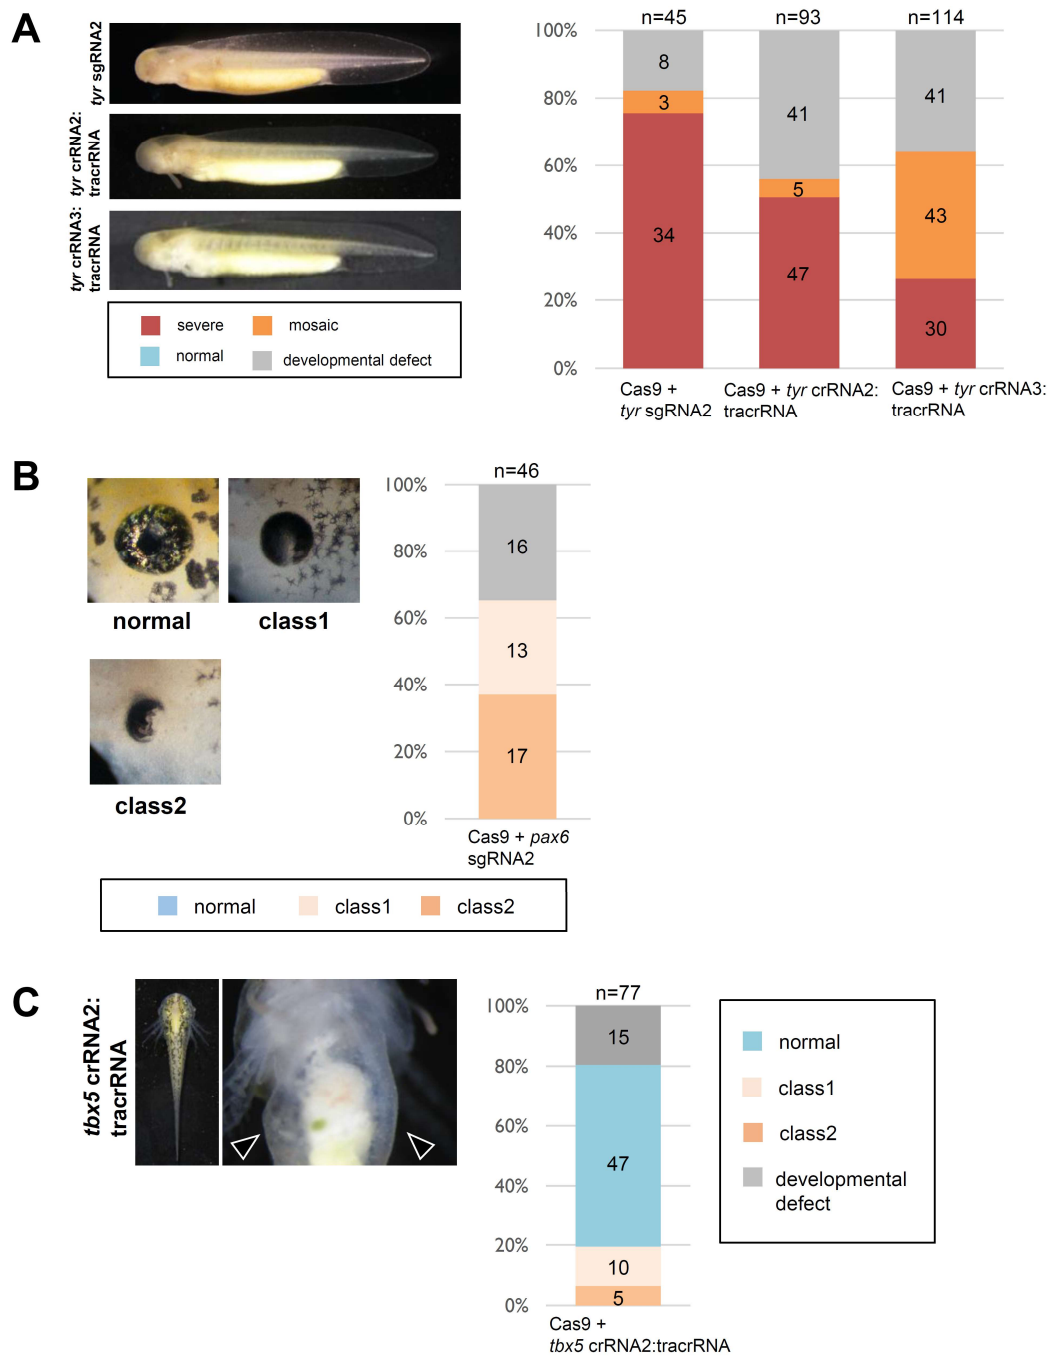 A
tyr sgRNA2
tyr crRNA2:
tracrRNA
tyr crRNA3:
tracrRNA
severe
mosaic
normal
developmental defect
n=45
n=93
n=114
100%
80%
60%
40%
20%
0%
8
3
34
41
5
47
41
43
30
Cas9 +
tyr sgRNA2
Cas9 + tyr crRNA2:
tracrRNA
Cas9 + tyr crRNA3:
tracrRNA
B
normal
class1
class2
n=46
100%
80%
60%
40%
20%
0%
16
13
17
Cas9 + pax6
sgRNA2
normal
class1
class2
C
tbx5 crRNA2:
tracrRNA
n=77
100%
80%
60%
40%
20%
0%
15
47
10
5
Cas9 +
tbx5 crRNA2:tracrRNA
normal
class1
class2
developmental
defect